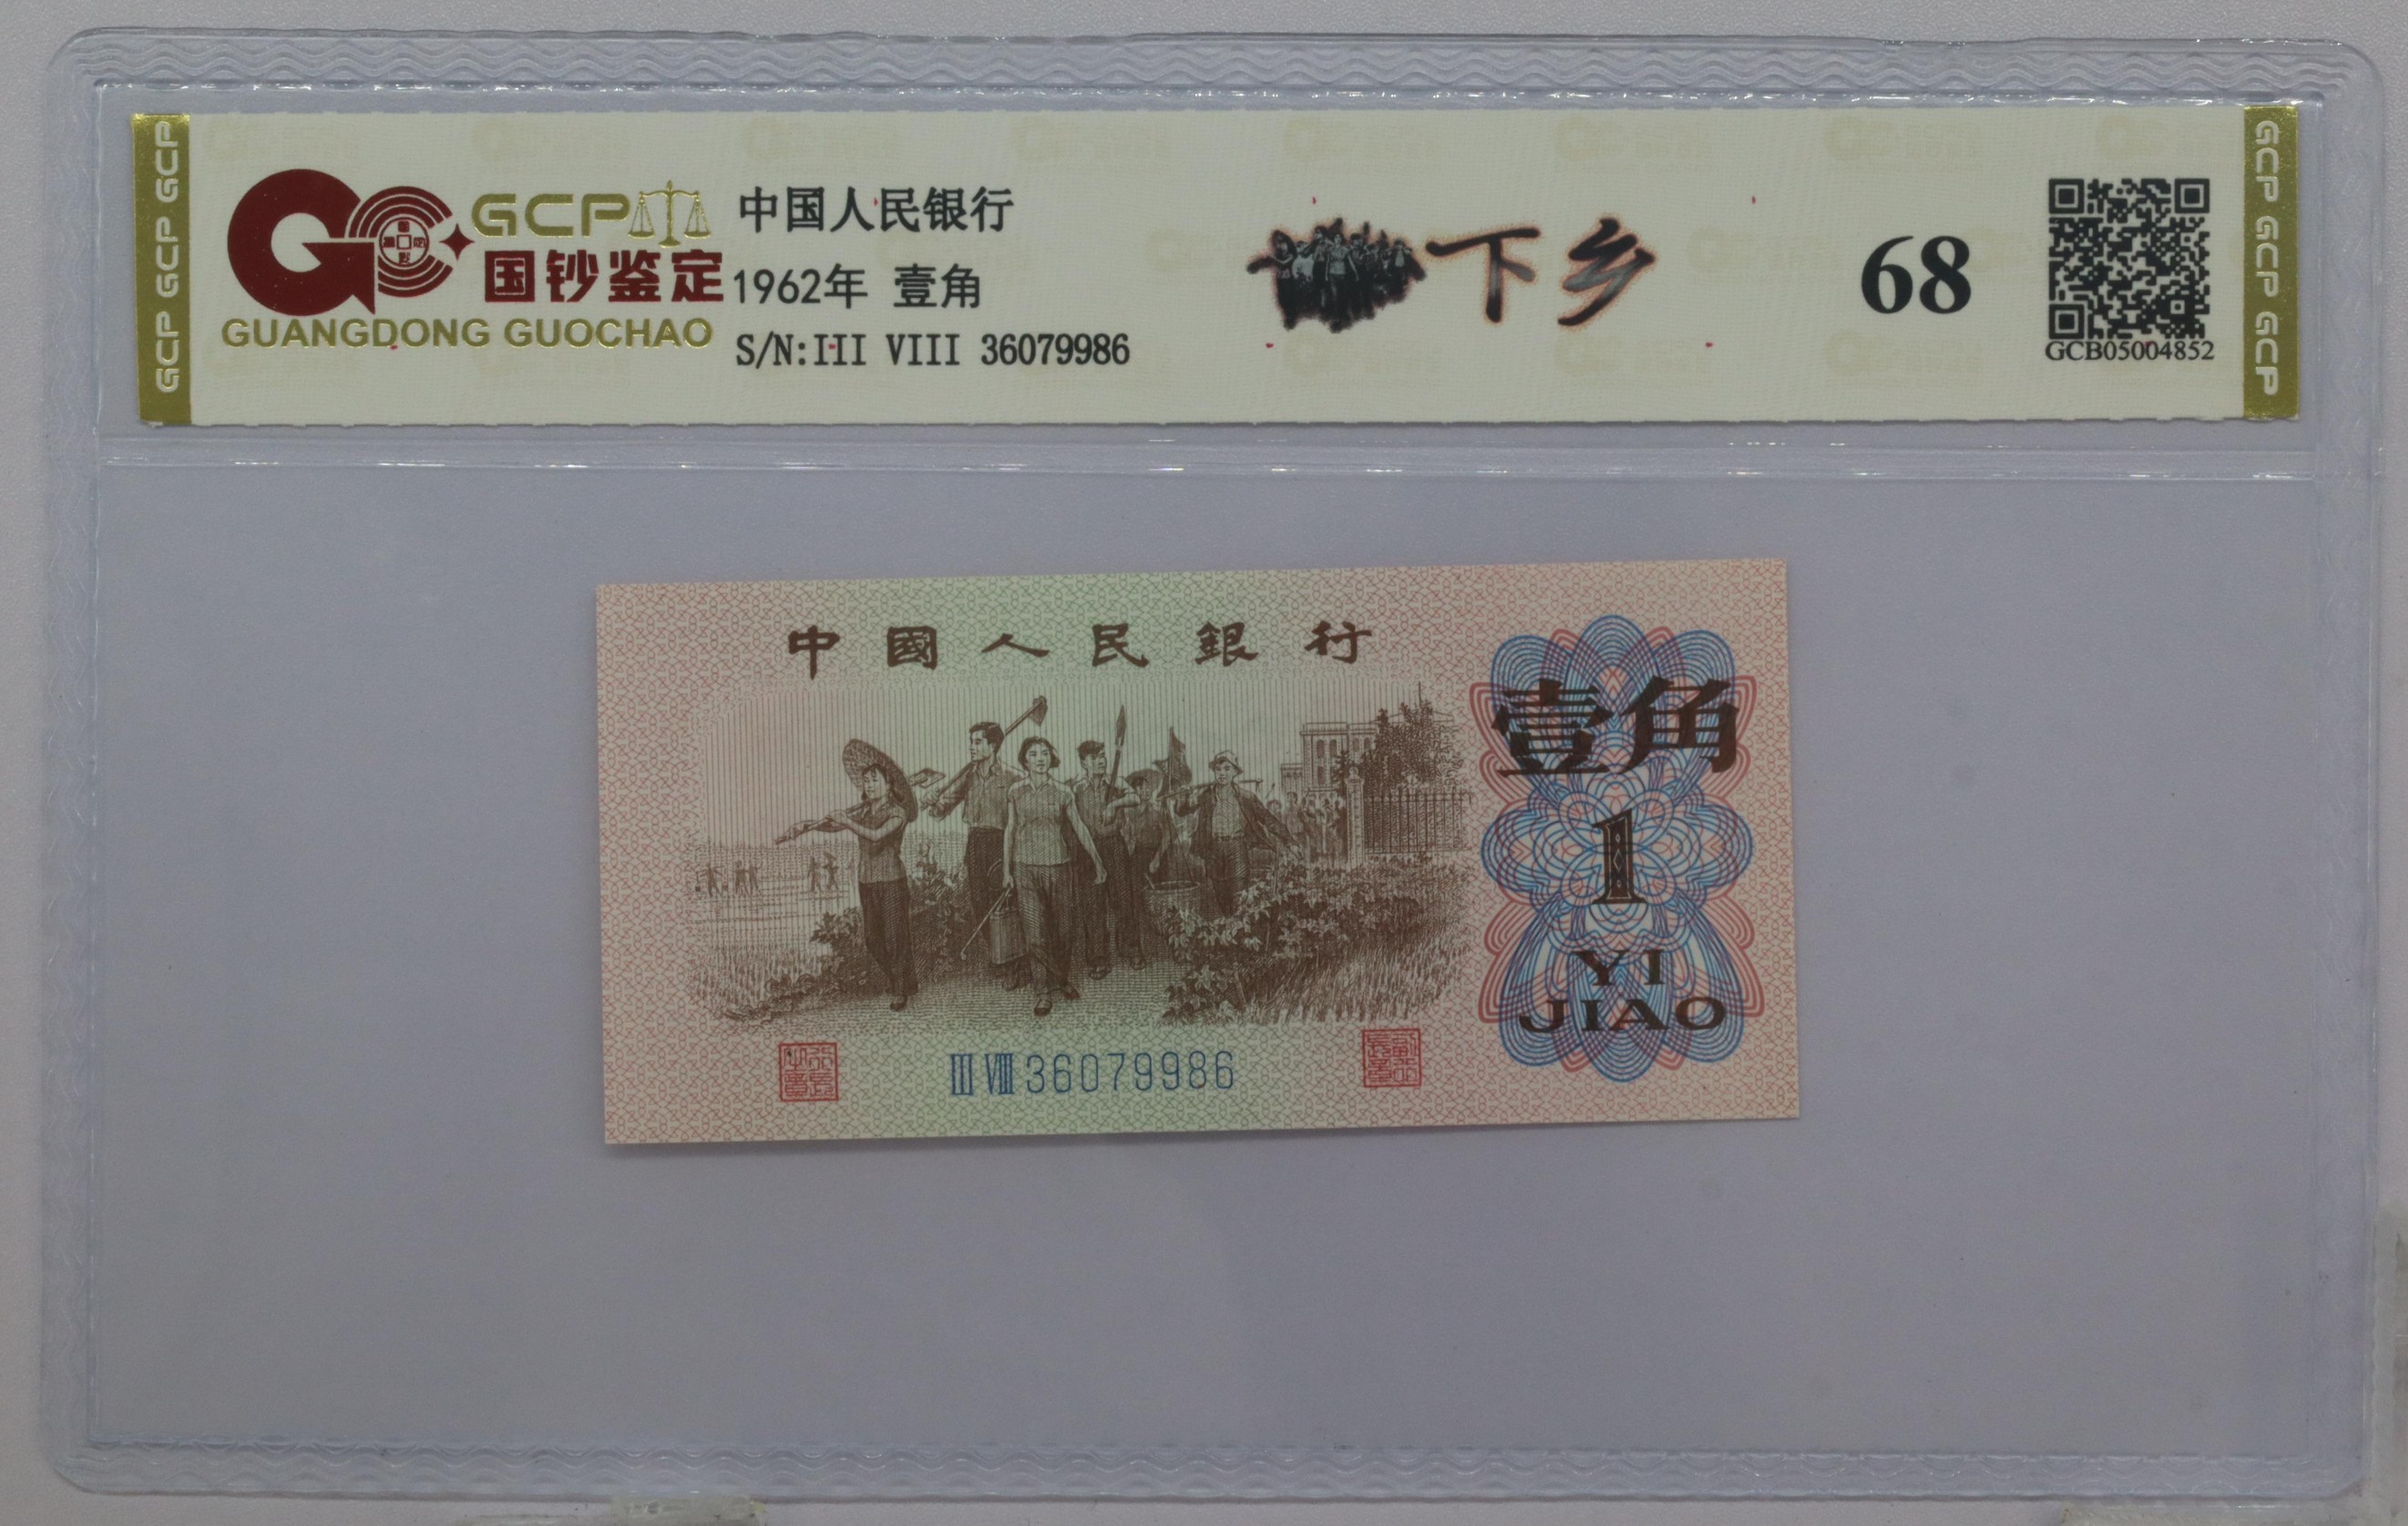 GCP GCP GCP
GCP
国钞鉴定
GUANGDONG GUOCHAO
中国人民银行
1962年 壹角
S/N:III VIII 36079986
下乡
68
GCB05004852
GCP GCP GCP
中國人民銀行
壹角
1
YI
JIAO
III VIII 36079986